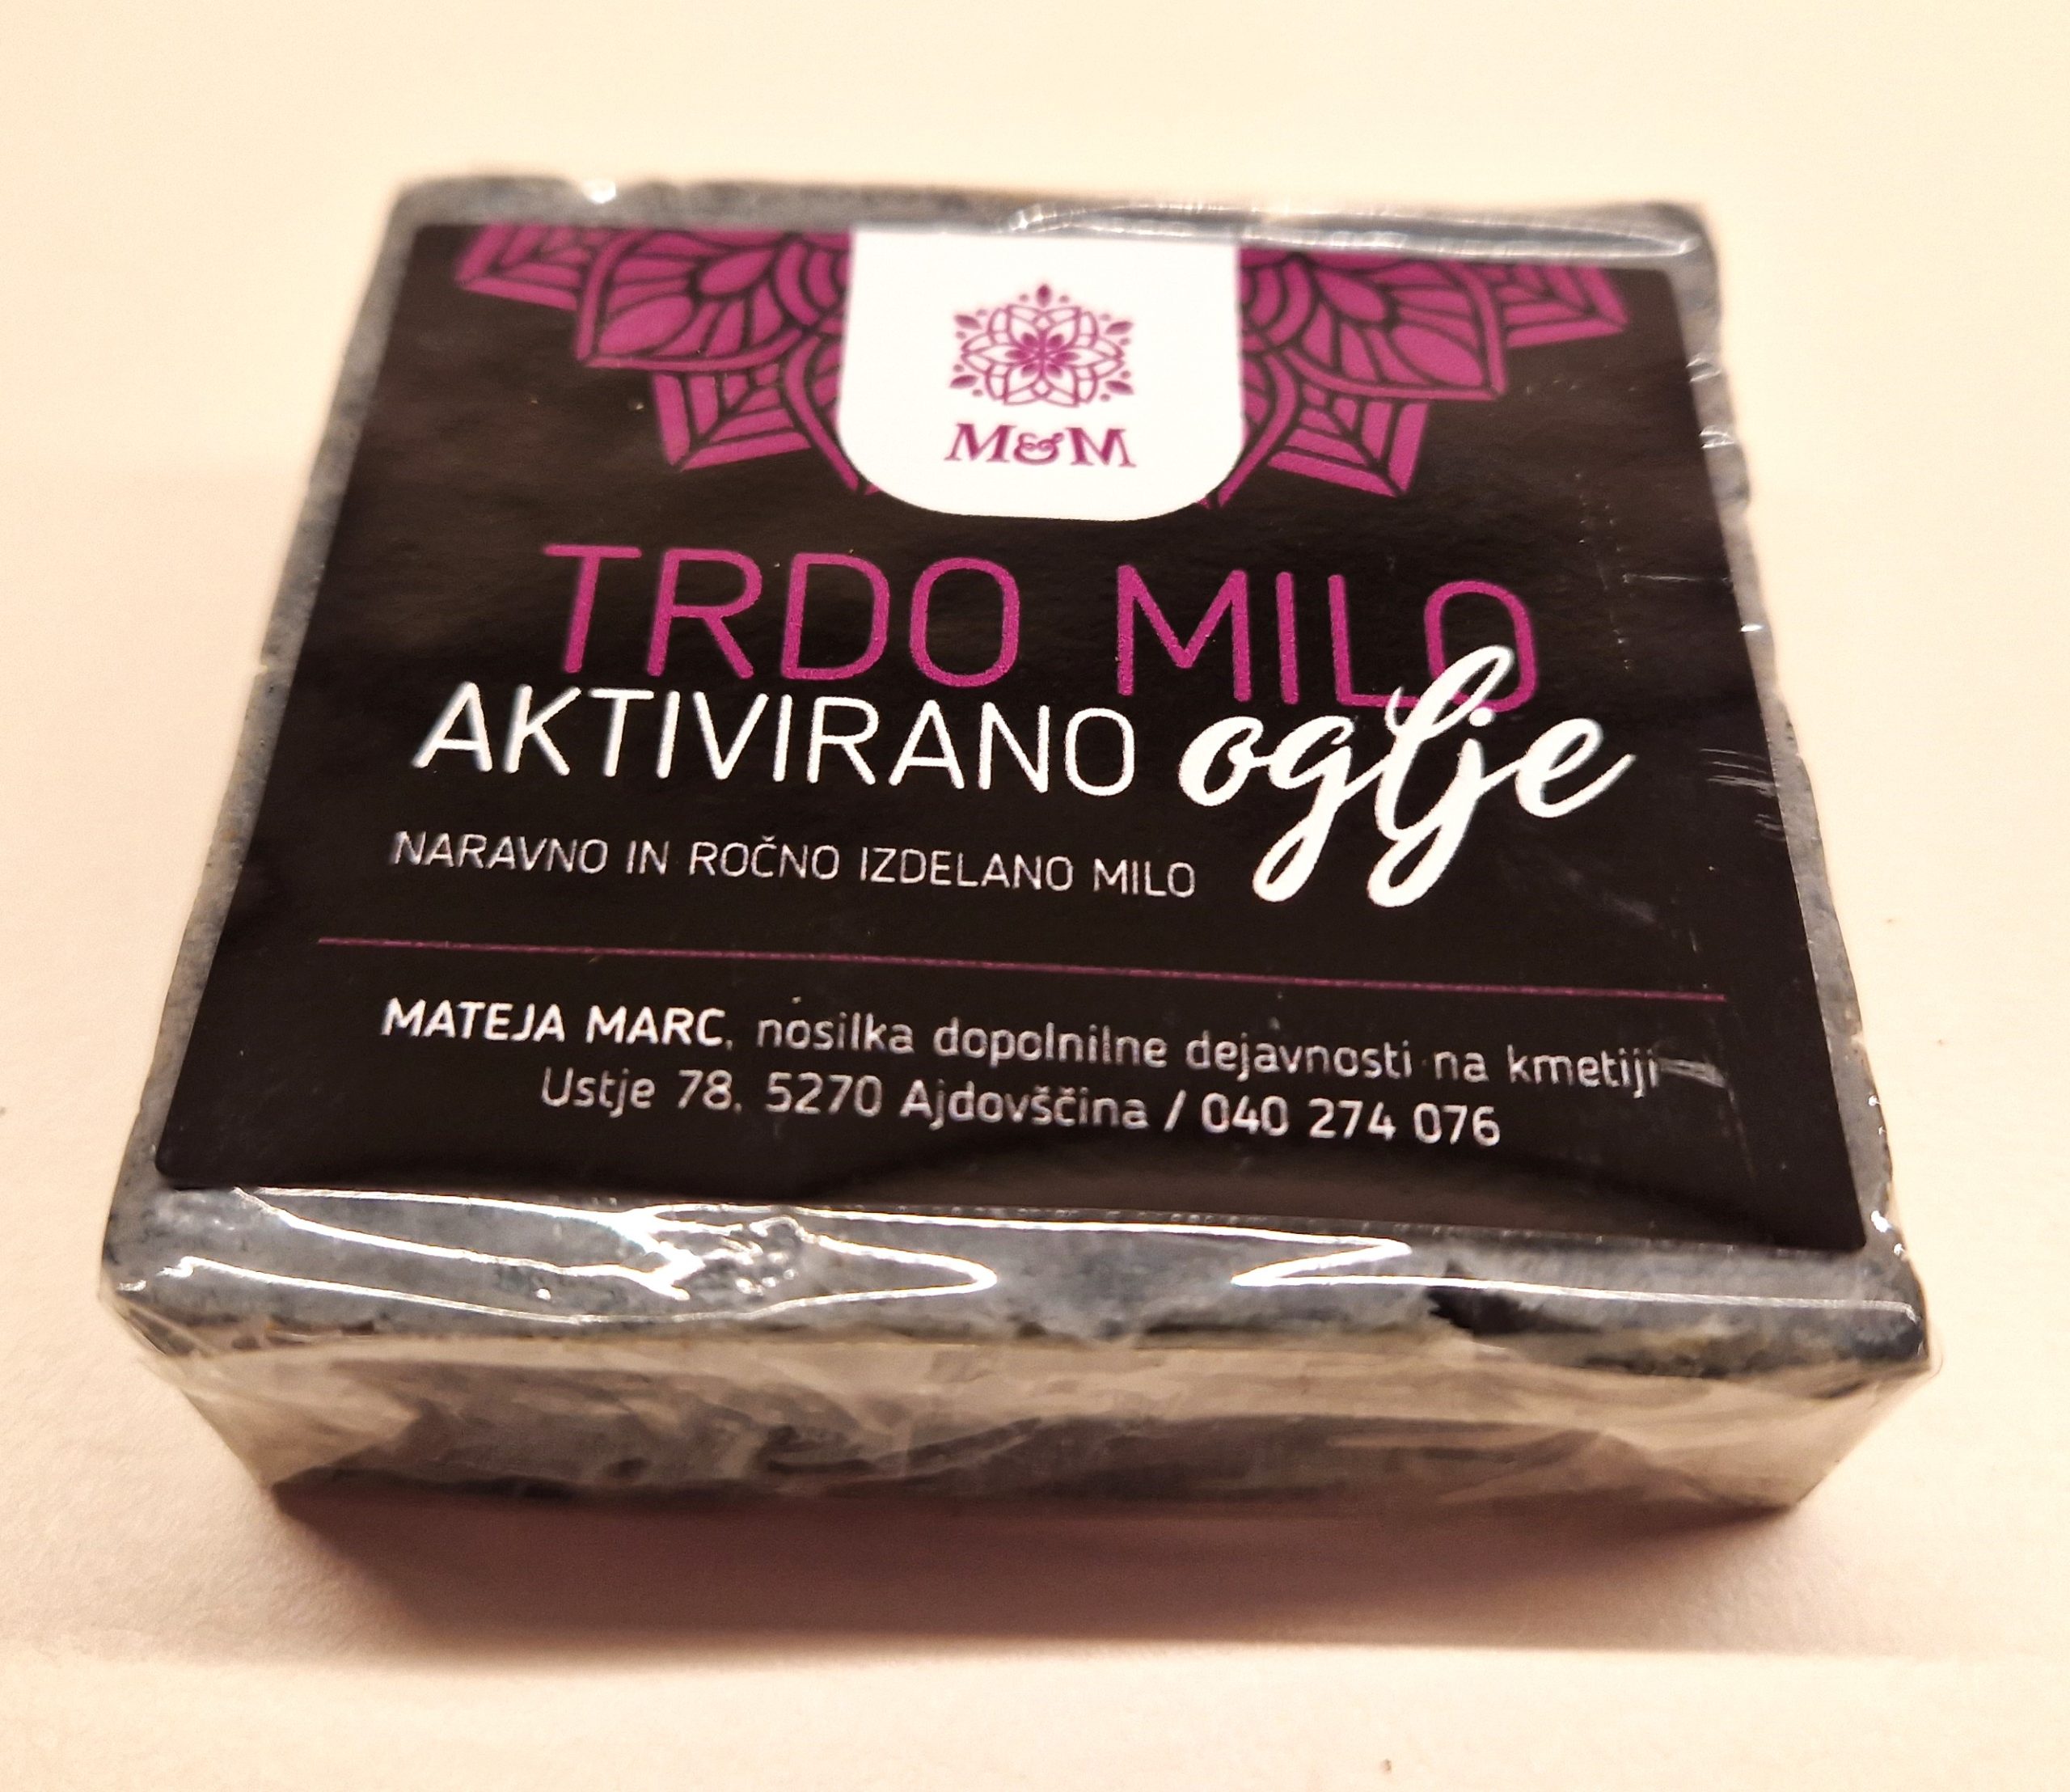 M&M
TRDO MILO
AKTIVIRANO oglje
NARAVNO IN ROČNO IZDELANO MILO
MATEJA MARC, nosilka dopolnilne dejavnosti na kmetiji
Ustje 78, 5270 Ajdovščina / 040 274 076